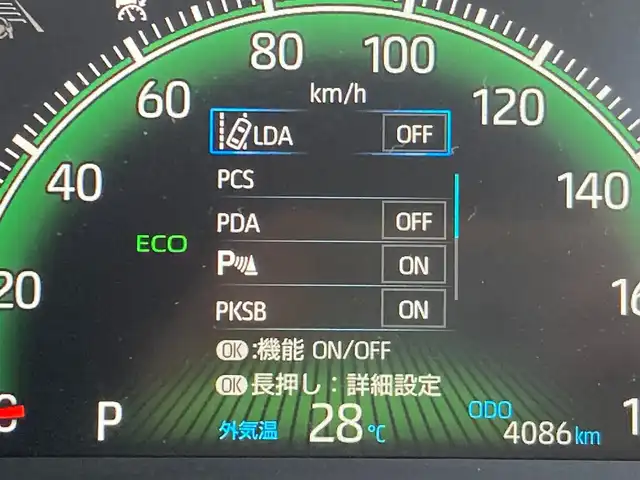 80 100
km/h
60 120
LDA OFF
40 PCS 140
PDA OFF
ECO
P ON
20
PKSB ON
OK:機能 ON/OFF
OK長押し:詳細設定
P 外気温 28℃ ODO
4086km